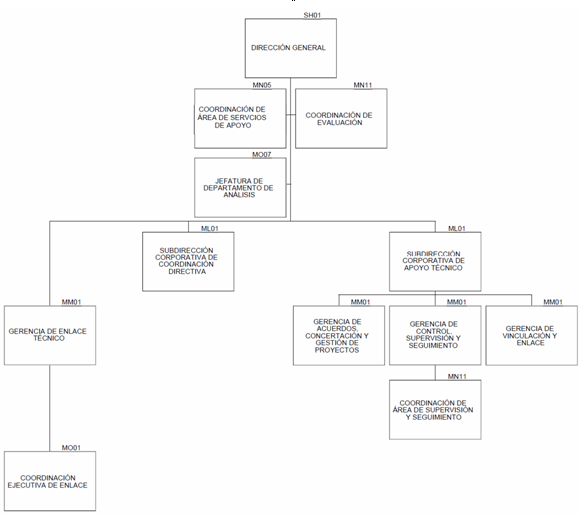 SH01
DIRECCIÓN GENERAL
MN05
COORDINACIÓN DE
ÁREA DE SERVCIOS
DE APOYO
MN11
COORDINACIÓN DE
EVALUACIÓN
MO07
JEFATURA DE
DEPARTAMENTO DE
ANÁLISIS
ML01
SUBDIRECCIÓN
CORPORATIVA DE
COORDINACIÓN
DIRECTIVA
ML01
SUBDIRECCIÓN
CORPORATIVA DE
APOYO TÉCNICO
MM01
GERENCIA DE ENLACE
TÉCNICO
MM01
GERENCIA DE
ACUERDOS,
CONCERTACIÓN Y
GESTIÓN DE
PROYECTOS
MM01
GERENCIA DE
CONTROL,
SUPERVISIÓN Y
SEGUIMIENTO
MM01
GERENCIA DE
VINCULACIÓN Y
ENLACE
MN11
COORDINACIÓN DE
ÁREA DE SUPERVISIÓN
Y SEGUIMIENTO
MO01
COORDINACIÓN
EJECUTIVA DE ENLACE